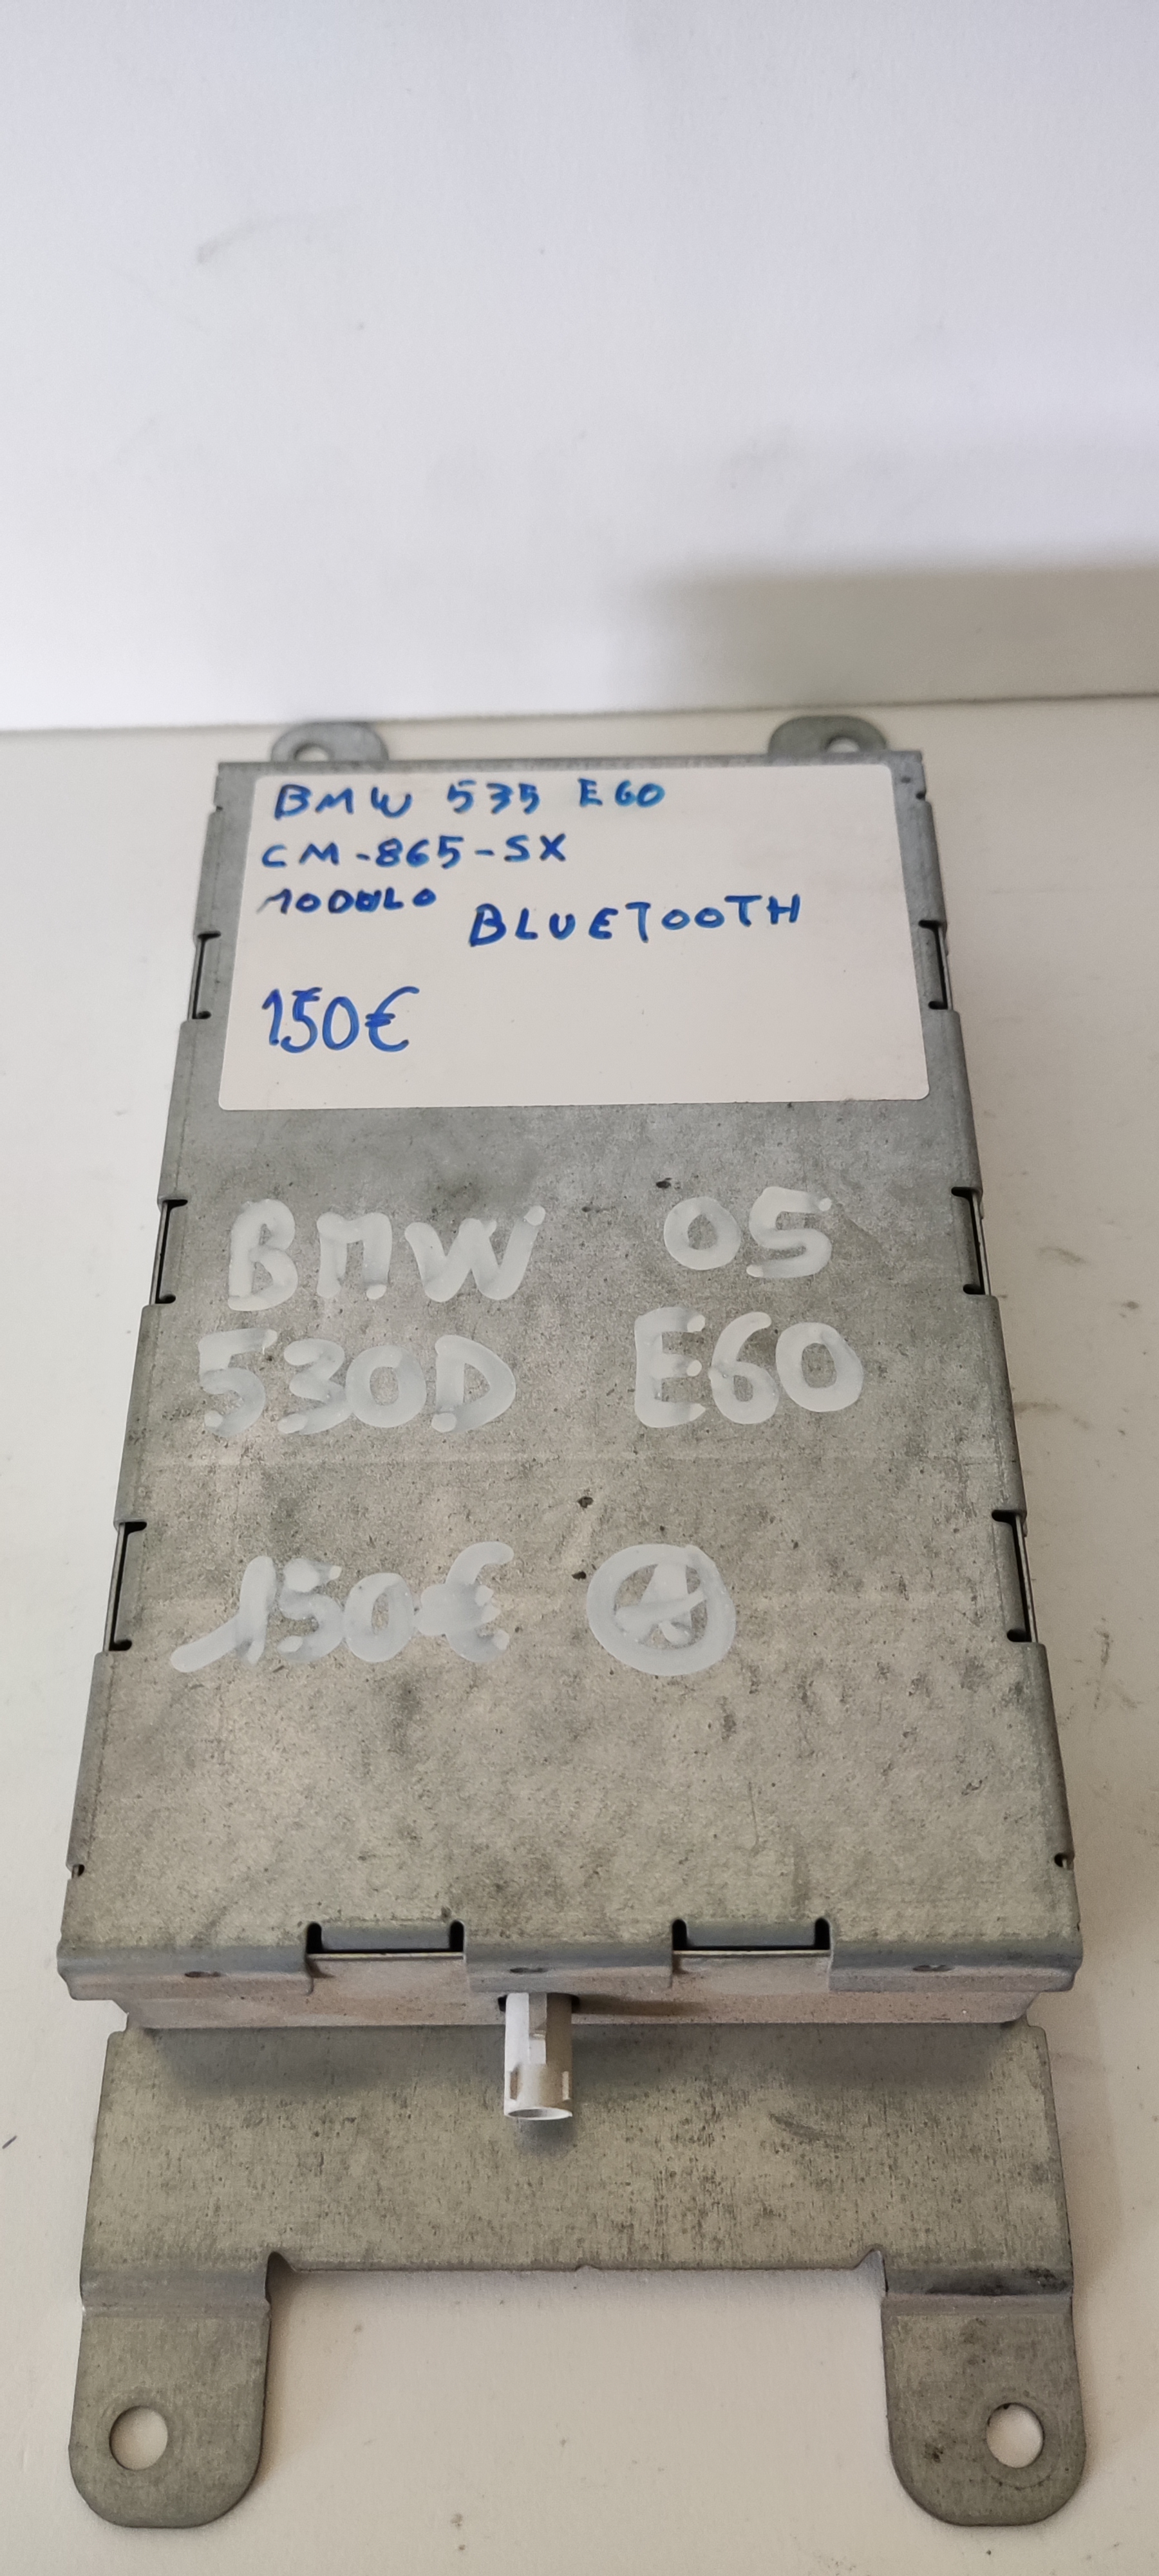 BMW 535 E60
CM-865-SX
MODULO BLUETOOTH
150€
BMW 05
530D E60
150€ A